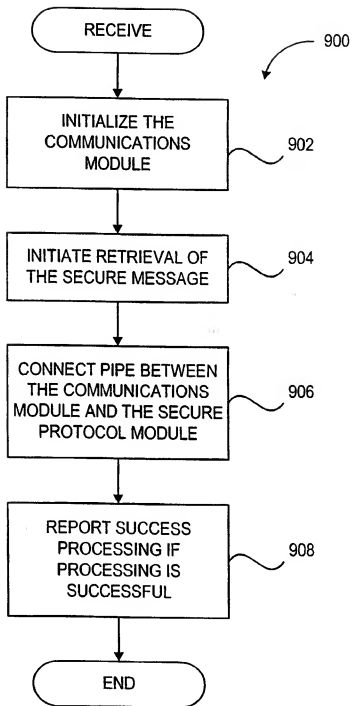 RECEIVE
900
INITIALIZE THE
COMMUNICATIONS
MODULE
902
INITIATE RETRIEVAL OF
THE SECURE MESSAGE
904
CONNECT PIPE BETWEEN
THE COMMUNICATIONS
MODULE AND THE SECURE
PROTOCOL MODULE
906
REPORT SUCCESS
PROCESSING IF
PROCESSING IS
SUCCESSFUL
908
END